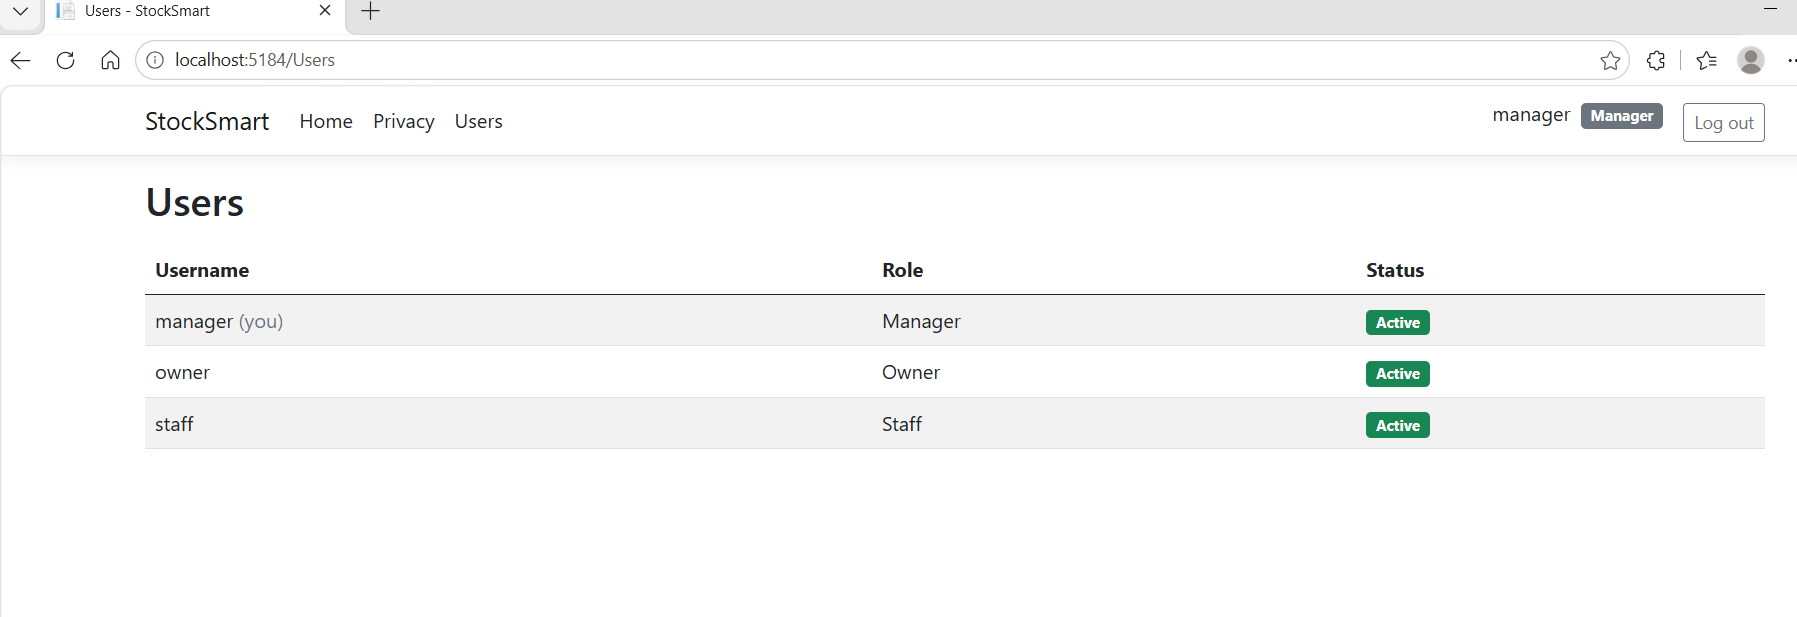 Users - StockSmart
localhost:5184/Users
StockSmart Home Privacy Users manager Manager Log out
Users
Username Role Status
manager (you) Manager Active
owner Owner Active
staff Staff Active